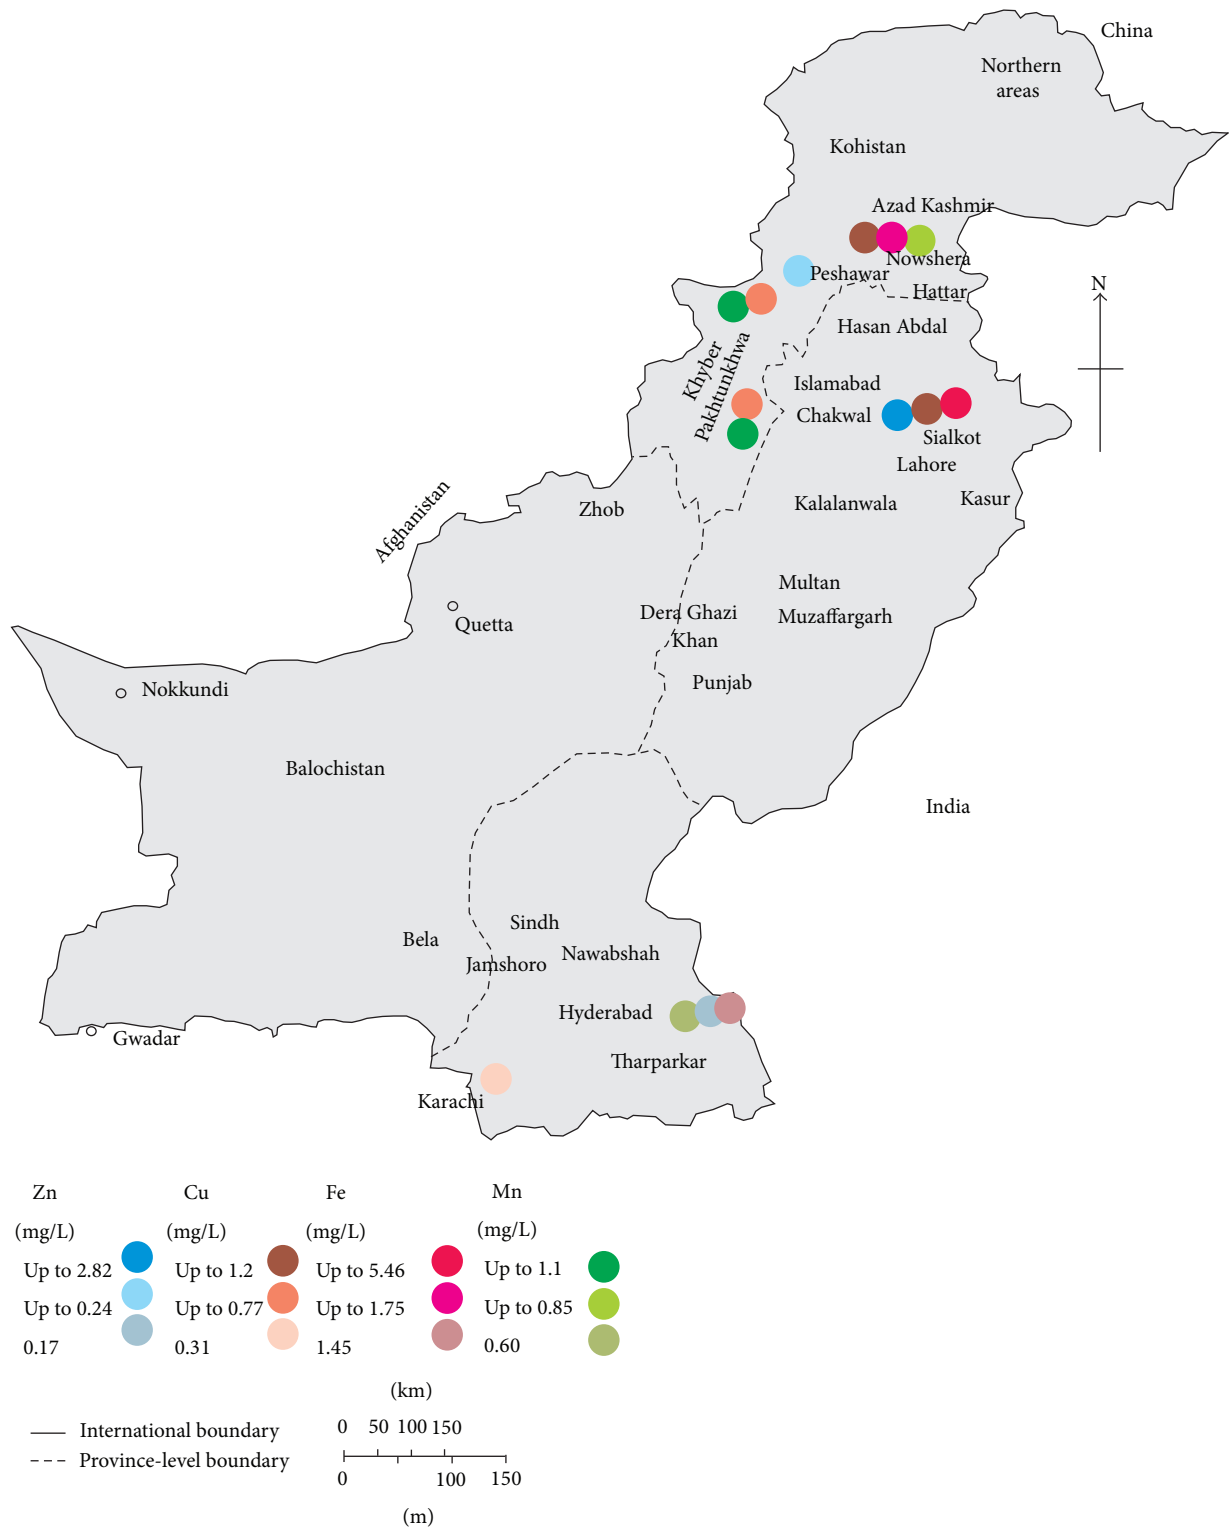 China
Northern
areas
Kohistan
Azad Kashmir
Nowshera
Peshawar
Hattar
N
Hasan Abdal
Khyber
Pakhtunkhwa
Islamabad
Chakwal
Sialkot
Lahore
Kalalanwala
Kasur
Zhob
Afghanistan
Multan
Dera Ghazi
Khan
Muzaffargarh
Quetta
Punjab
Nokkundi
Balochistan
India
Sindh
Bela
Nawabshah
Jamshoro
Hyderabad
Gwadar
Tharparkar
Karachi
Zn Cu Fe Mn
(mg/L) (mg/L) (mg/L) (mg/L)
Up to 2.82 Up to 1.2 Up to 5.46 Up to 1.1
Up to 0.24 Up to 0.77 Up to 1.75 Up to 0.85
0.17 0.31 1.45 0.60
(km)
International boundary 0 50 100 150
Province-level boundary
0 100 150
(m)